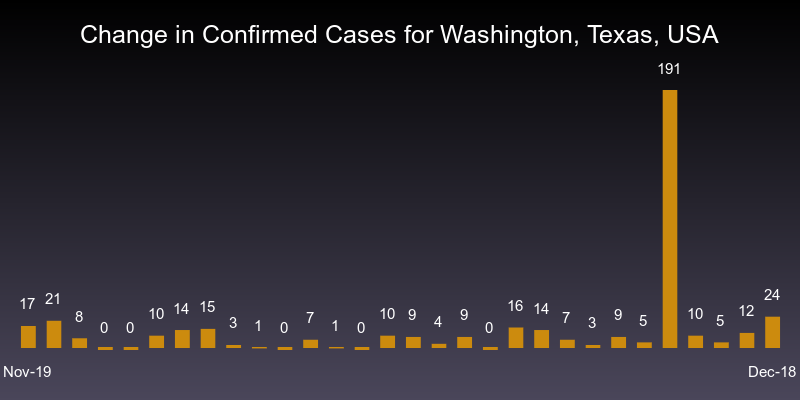 Change in Confirmed Cases for Washington, Texas, USA
191
17 21 8 0 0 10 14 15 3 1 0 7 1 0 10 9 4 9 0 16 14 7 3 9 5 10 5 12 24
Nov-19 Dec-18